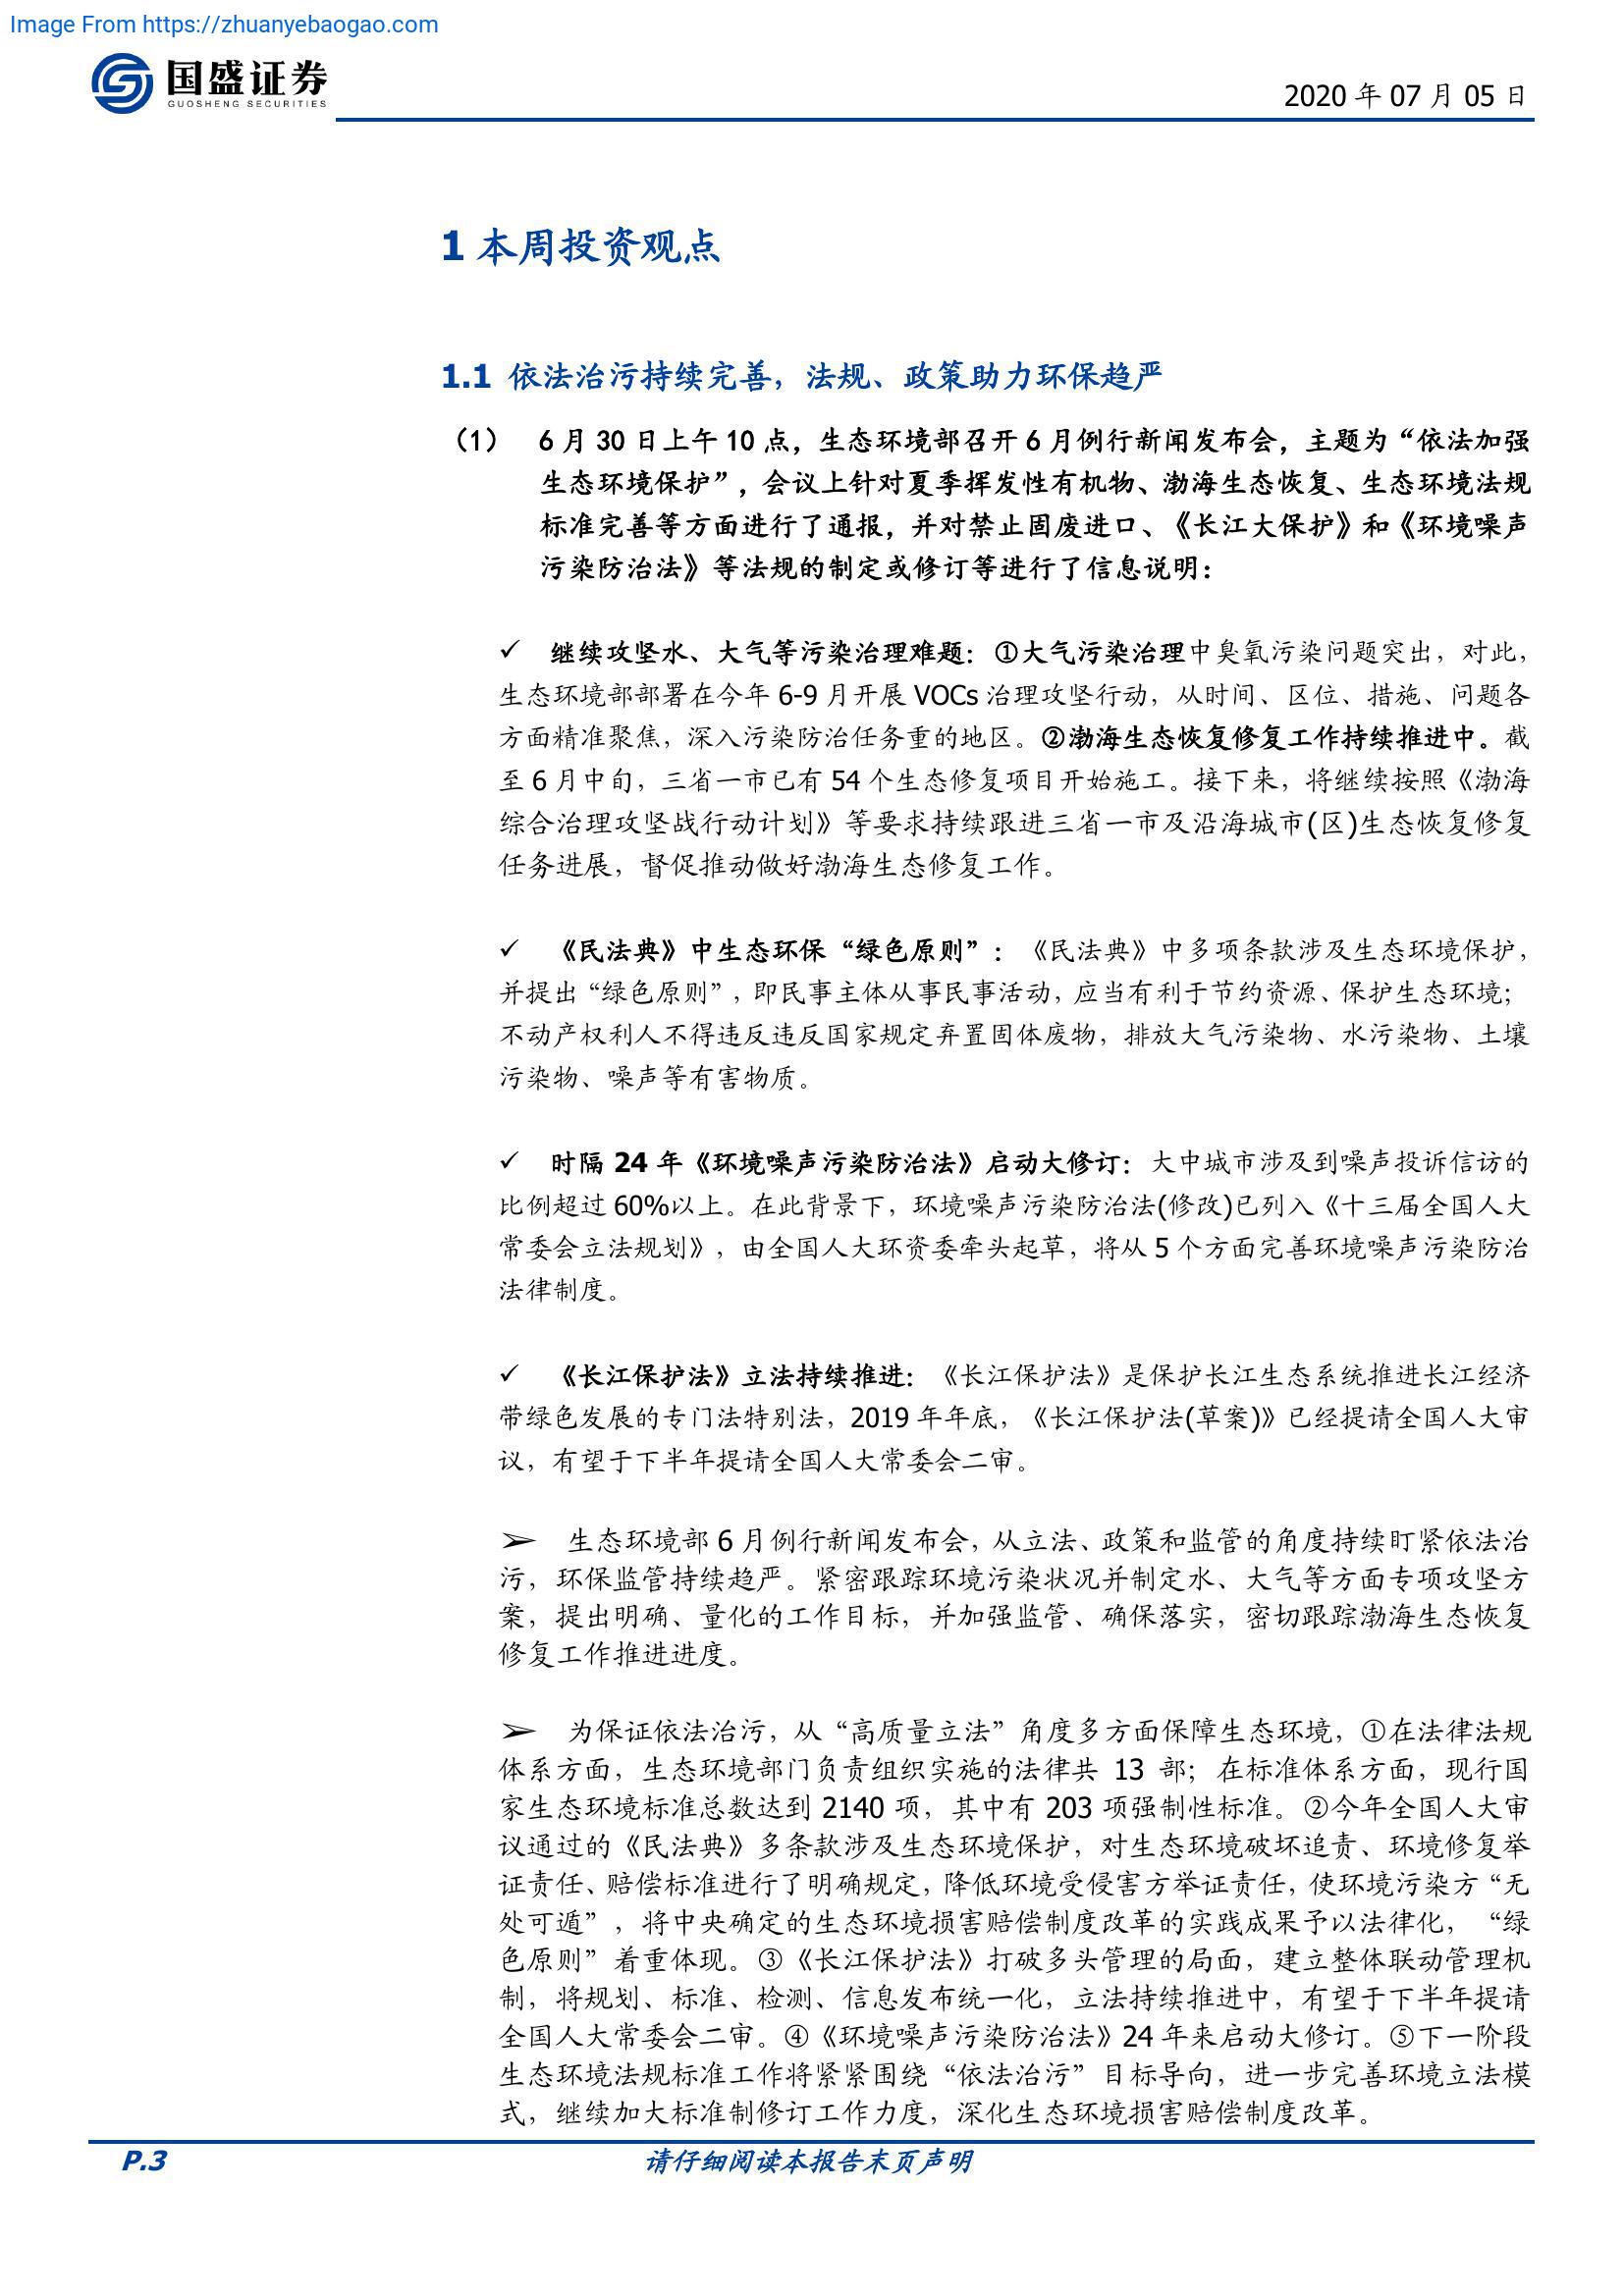 Image From https://zhuanyebaogao.com
国盛证券
GUOSHENG SECURITIES
2020 年 07 月 05 日
1 本周投资观点
1.1 依法治污持续完善，法规、政策助力环保趋严
（1） 6 月 30 日上午 10 点，生态环境部召开 6 月例行新闻发布会，主题为“依法加强
生态环境保护”，会议上针对夏季挥发性有机物、渤海生态恢复、生态环境法规
标准完善等方面进行了通报，并对禁止固废进口、《长江大保护》和《环境噪声
污染防治法》等法规的制定或修订等进行了信息说明：
✓ 继续攻坚水、大气等污染治理难题：①大气污染治理中臭氧污染问题突出，对此，
生态环境部部署在今年 6-9 月开展 VOCs 治理攻坚行动，从时间、区位、措施、问题各
方面精准聚焦，深入污染防治任务重的地区。②渤海生态恢复修复工作持续推进中。截
至 6 月中旬，三省一市已有 54 个生态修复项目开始施工。接下来，将继续按照《渤海
综合治理攻坚战行动计划》等要求持续跟进三省一市及沿海城市(区)生态恢复修复
任务进展，督促推动做好渤海生态修复工作。
✓ 《民法典》中生态环保“绿色原则”：《民法典》中多项条款涉及生态环境保护，
并提出“绿色原则”，即民事主体从事民事活动，应当有利于节约资源、保护生态环境；
不动产权利人不得违反违反国家规定弃置固体废物，排放大气污染物、水污染物、土壤
污染物、噪声等有害物质。
✓ 时隔 24 年《环境噪声污染防治法》启动大修订：大中城市涉及到噪声投诉信访的
比例超过 60%以上。在此背景下，环境噪声污染防治法(修改)已列入《十三届全国人大
常委会立法规划》，由全国人大环资委牵头起草，将从 5 个方面完善环境噪声污染防治
法律制度。
✓ 《长江保护法》立法持续推进：《长江保护法》是保护长江生态系统推进长江经济
带绿色发展的专门法特别法，2019 年年底，《长江保护法(草案)》已经提请全国人大审
议，有望于下半年提请全国人大常委会二审。
➢ 生态环境部 6 月例行新闻发布会，从立法、政策和监管的角度持续盯紧依法治
污，环保监管持续趋严。紧密跟踪环境污染状况并制定水、大气等方面专项攻坚方
案，提出明确、量化的工作目标，并加强监管、确保落实，密切跟踪渤海生态恢复
修复工作推进进度。
➢ 为保证依法治污，从“高质量立法”角度多方面保障生态环境，①在法律法规
体系方面，生态环境部门负责组织实施的法律共 13 部；在标准体系方面，现行国
家生态环境标准总数达到 2140 项，其中有 203 项强制性标准。②今年全国人大审
议通过的《民法典》多条款涉及生态环境保护，对生态环境破坏追责、环境修复举
证责任、赔偿标准进行了明确规定，降低环境受侵害方举证责任，使环境污染方“无
处可遁”，将中央确定的生态环境损害赔偿制度改革的实践成果予以法律化，“绿
色原则”着重体现。③《长江保护法》打破多头管理的局面，建立整体联动管理机
制，将规划、标准、检测、信息发布统一化，立法持续推进中，有望于下半年提请
全国人大常委会二审。④《环境噪声污染防治法》24 年来启动大修订。⑤下一阶段
生态环境法规标准工作将紧紧围绕“依法治污”目标导向，进一步完善环境立法模
式，继续加大标准制修订工作力度，深化生态环境损害赔偿制度改革。
P.3 请仔细阅读本报告末页声明